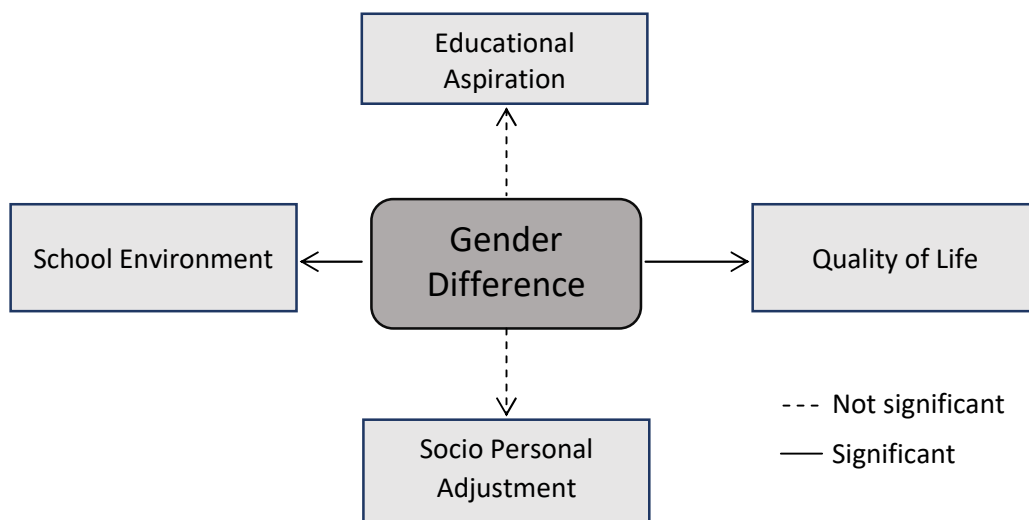 Educational
Aspiration
School Environment
Gender
Difference
Quality of Life
Socio Personal
Adjustment
Not significant
Significant